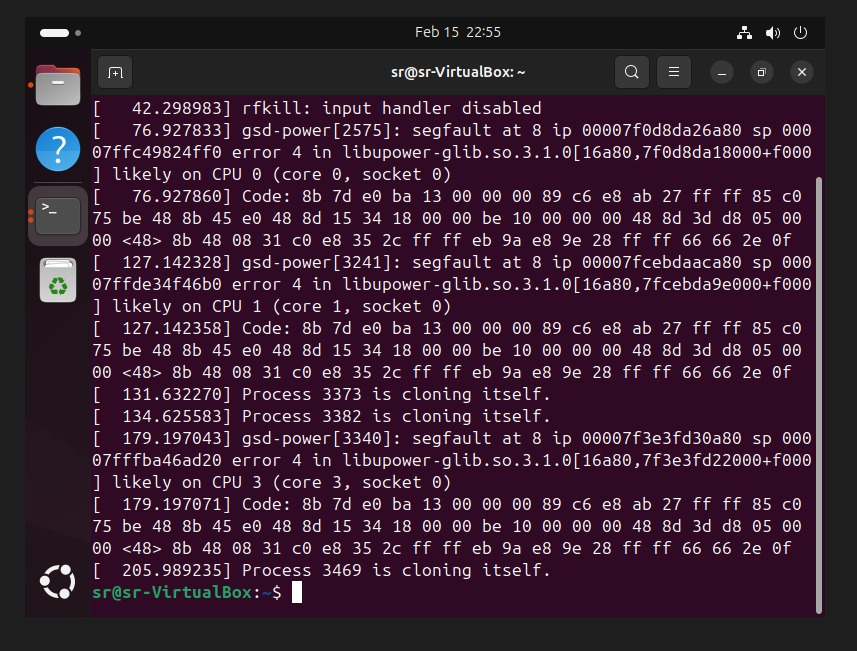 Feb 15 22:55
sr@sr-VirtualBox: ~
[   42.298983] rfkill: input handler disabled
[   76.927833] gsd-power[2575]: segfault at 8 ip 00007f0d8da26a80 sp 000
07ffc49824ff0 error 4 in libupower-glib.so.3.1.0[16a80,7f0d8da18000+f000
] likely on CPU 0 (core 0, socket 0)
[   76.927860] Code: 8b 7d e0 ba 13 00 00 00 89 c6 e8 ab 27 ff ff 85 c0
75 be 48 8b 45 e0 48 8d 15 34 18 00 00 be 10 00 00 00 48 8d 3d d8 05 00
00 <48> 8b 48 08 31 c0 e8 35 2c ff ff eb 9a e8 9e 28 ff ff 66 66 2e 0f
[  127.142328] gsd-power[3241]: segfault at 8 ip 00007fcebdaaca80 sp 000
07ffde34f46b0 error 4 in libupower-glib.so.3.1.0[16a80,7fcebda9e000+f000
] likely on CPU 1 (core 1, socket 0)
[  127.142358] Code: 8b 7d e0 ba 13 00 00 00 89 c6 e8 ab 27 ff ff 85 c0
75 be 48 8b 45 e0 48 8d 15 34 18 00 00 be 10 00 00 00 48 8d 3d d8 05 00
00 <48> 8b 48 08 31 c0 e8 35 2c ff ff eb 9a e8 9e 28 ff ff 66 66 2e 0f
[  131.632270] Process 3373 is cloning itself.
[  134.625583] Process 3382 is cloning itself.
[  179.197043] gsd-power[3340]: segfault at 8 ip 00007f3e3fd30a80 sp 000
07fffba46ad20 error 4 in libupower-glib.so.3.1.0[16a80,7f3e3fd22000+f000
] likely on CPU 3 (core 3, socket 0)
[  179.197071] Code: 8b 7d e0 ba 13 00 00 00 89 c6 e8 ab 27 ff ff 85 c0
75 be 48 8b 45 e0 48 8d 15 34 18 00 00 be 10 00 00 00 48 8d 3d d8 05 00
00 <48> 8b 48 08 31 c0 e8 35 2c ff ff eb 9a e8 9e 28 ff ff 66 66 2e 0f
[  205.989235] Process 3469 is cloning itself.
sr@sr-VirtualBox:~$